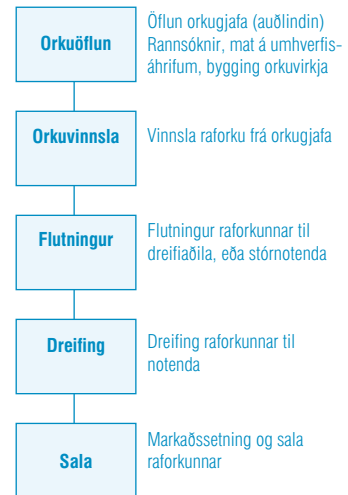 Orkuöflun
Öflun orkugjafa (auðlindin)
Rannsóknir, mat á umhverfis-
áhrifum, bygging orkuvirkja
Orkuvinnsla
Vinnsla raforku frá orkugjafa
Flutningur
Flutningur raforkunnar til
dreifiaðila, eða stórnotenda
Dreifing
Dreifing raforkunnar til
notenda
Sala
Markaðssetning og sala
raforkunnar